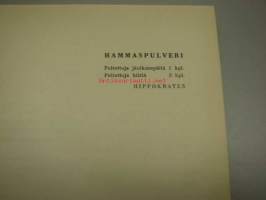 HAMMASPULVERI
Poltettuja jäniksenpäitä 1 kpl.
Poltettuja hiiriä 3 kpl.
HIPPOKRATES